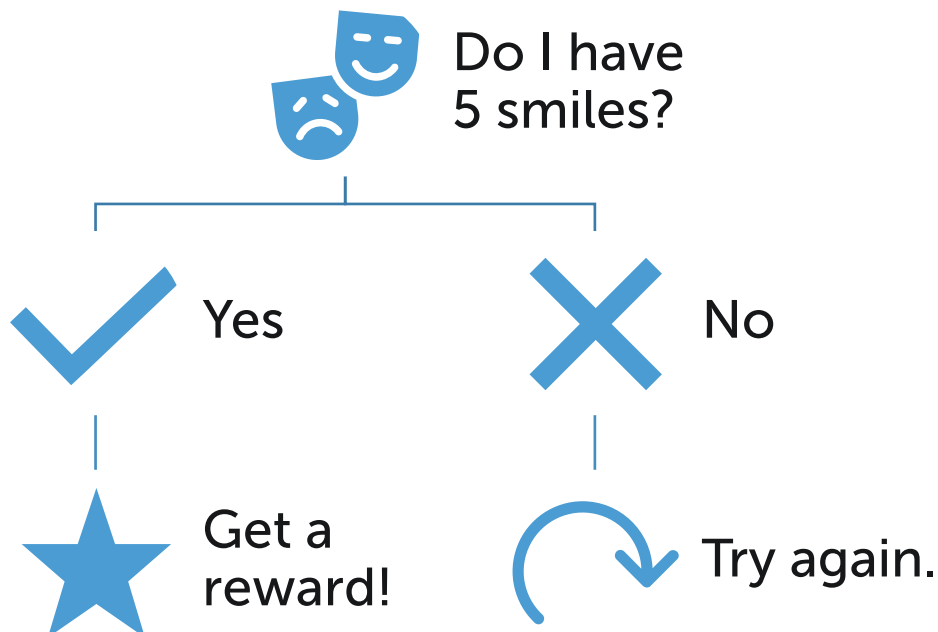 Do I have
5 smiles?
Yes
No
Get a
reward!
Try again.